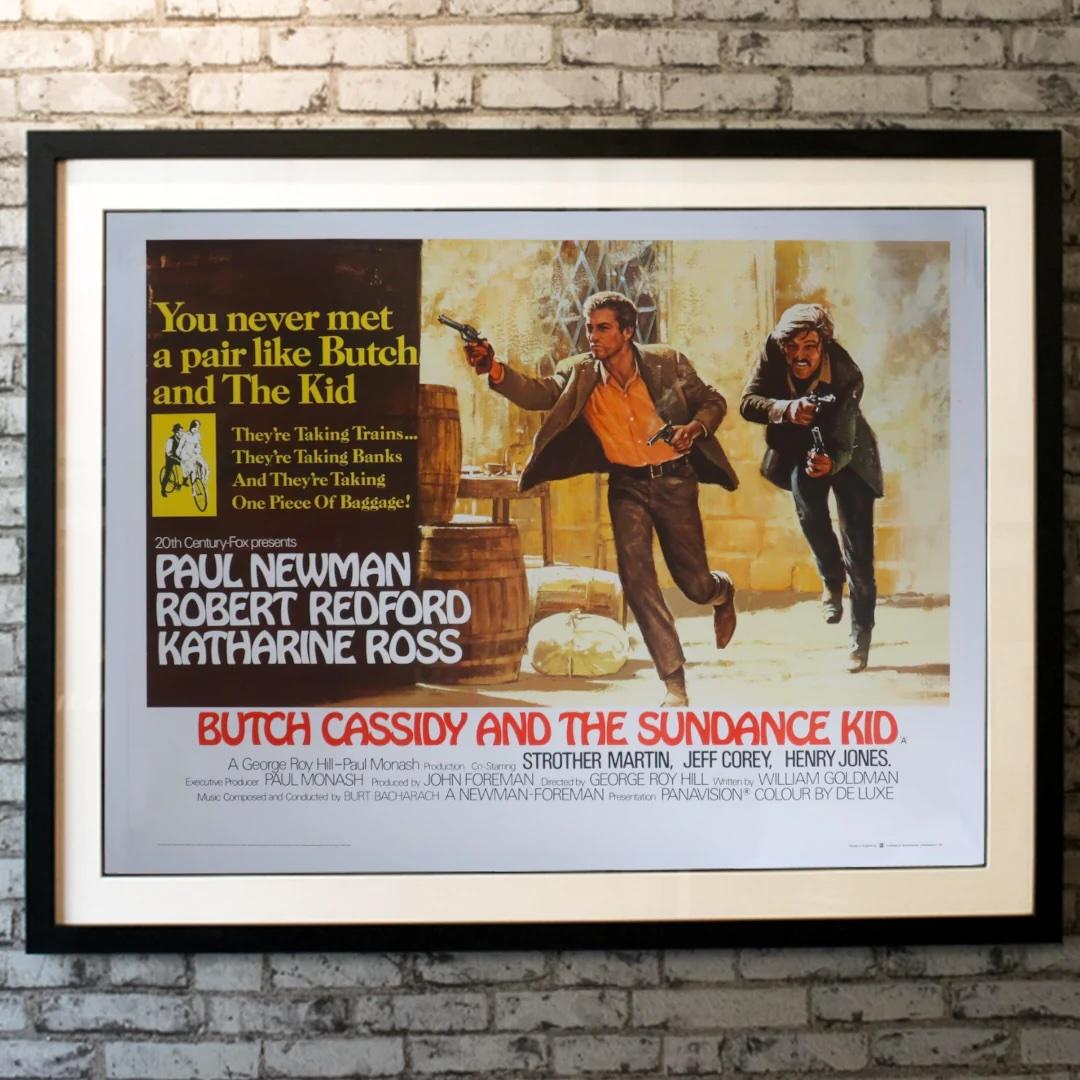 You never met
a pair like Butch
and The Kid
They're Taking Trains...
They're Taking Banks
And They're Taking
One Piece Of Baggage!
20th Century-Fox presents
PAUL NEWMAN
ROBERT REDFORD
KATHARINE ROSS
BUTCH CASSIDY AND THE SUNDANCE KID 'A'
A George Roy Hill-Paul Monash Production Co-Starring STROTHER MARTIN, JEFF COREY, HENRY JONES.
Executive Producer PAUL MONASH Produced by JOHN FOREMAN Directed by GEORGE ROY HILL Written by WILLIAM GOLDMAN
Music Composed and Conducted by BURT BACHARACH A NEWMAN-FOREMAN Presentation PANAVISION® COLOUR BY DE LUXE